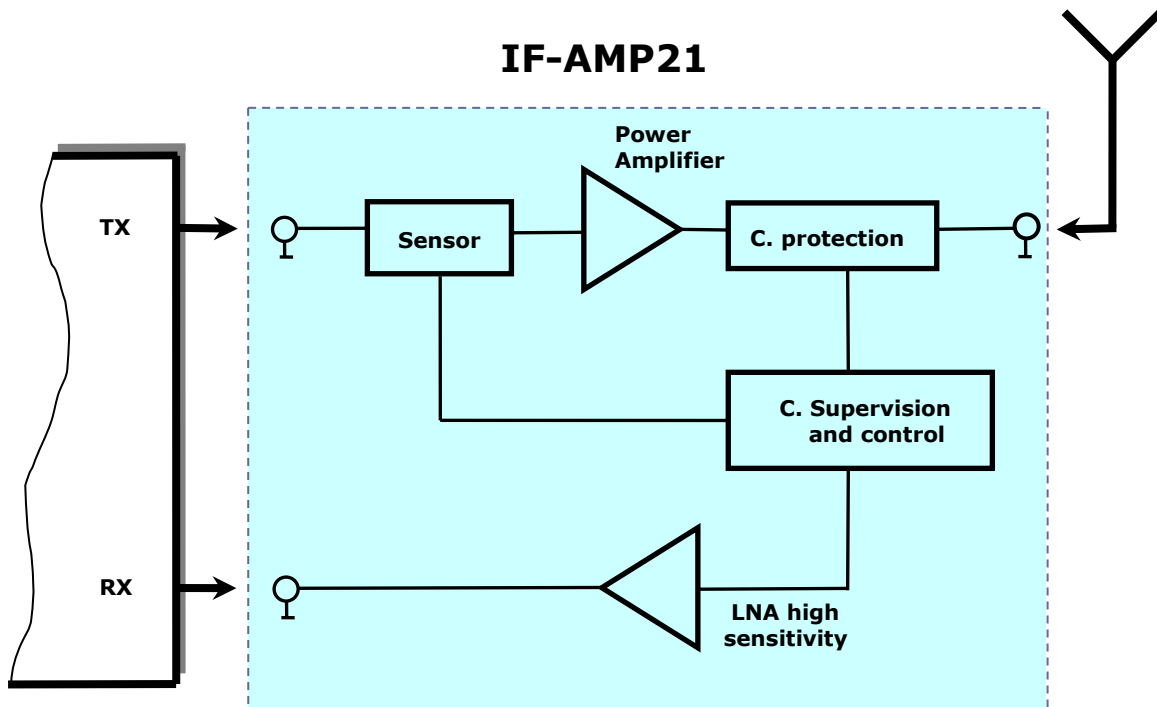 IF-AMP21
Power
Amplifier
TX
Sensor
C. protection
C. Supervision
and control
RX
LNA high
sensitivity